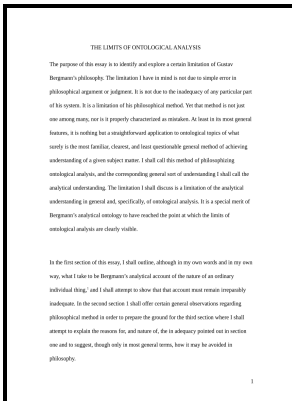 THE LIMITS OF ONTOLOGICAL ANALYSIS
The purpose of this essay is to identify and explore a certain limitation of Gustav
Bergmann's philosophy. The limitation I have in mind is not due to simple error in
philosophical argument or judgment. It is not due to the inadequacy of any particular part
of his system. It is a limitation of his philosophical method. Yet that method is not just
one among many, nor is it properly characterized as mistaken. At least in its most general
features, it is nothing but a straightforward application to ontological topics of what
surely is the most familiar, clearest, and least questionable general method of achieving
understanding of a given subject matter. I shall call this method of philosophizing
ontological analysis, and the corresponding general sort of understanding I shall call the
analytical understanding. The limitation I shall discuss is a limitation of the analytical
understanding in general and, specifically, of ontological analysis. It is a special merit of
Bergmann's analytical ontology to have reached the point at which the limits of
ontological analysis are clearly visible.
In the first section of this essay, I shall outline, although in my own words and in my own
way, what I take to be Bergmann's analytical account of the nature of an ordinary
individual thing,¹ and I shall attempt to show that that account must remain irreparably
inadequate. In the second section I shall offer certain general observations regarding
philosophical method in order to prepare the ground for the third section where I shall
attempt to explain the reasons for, and nature of, the in adequacy pointed out in section
one and to suggest, though only in most general terms, how it may be avoided in
philosophy.
1